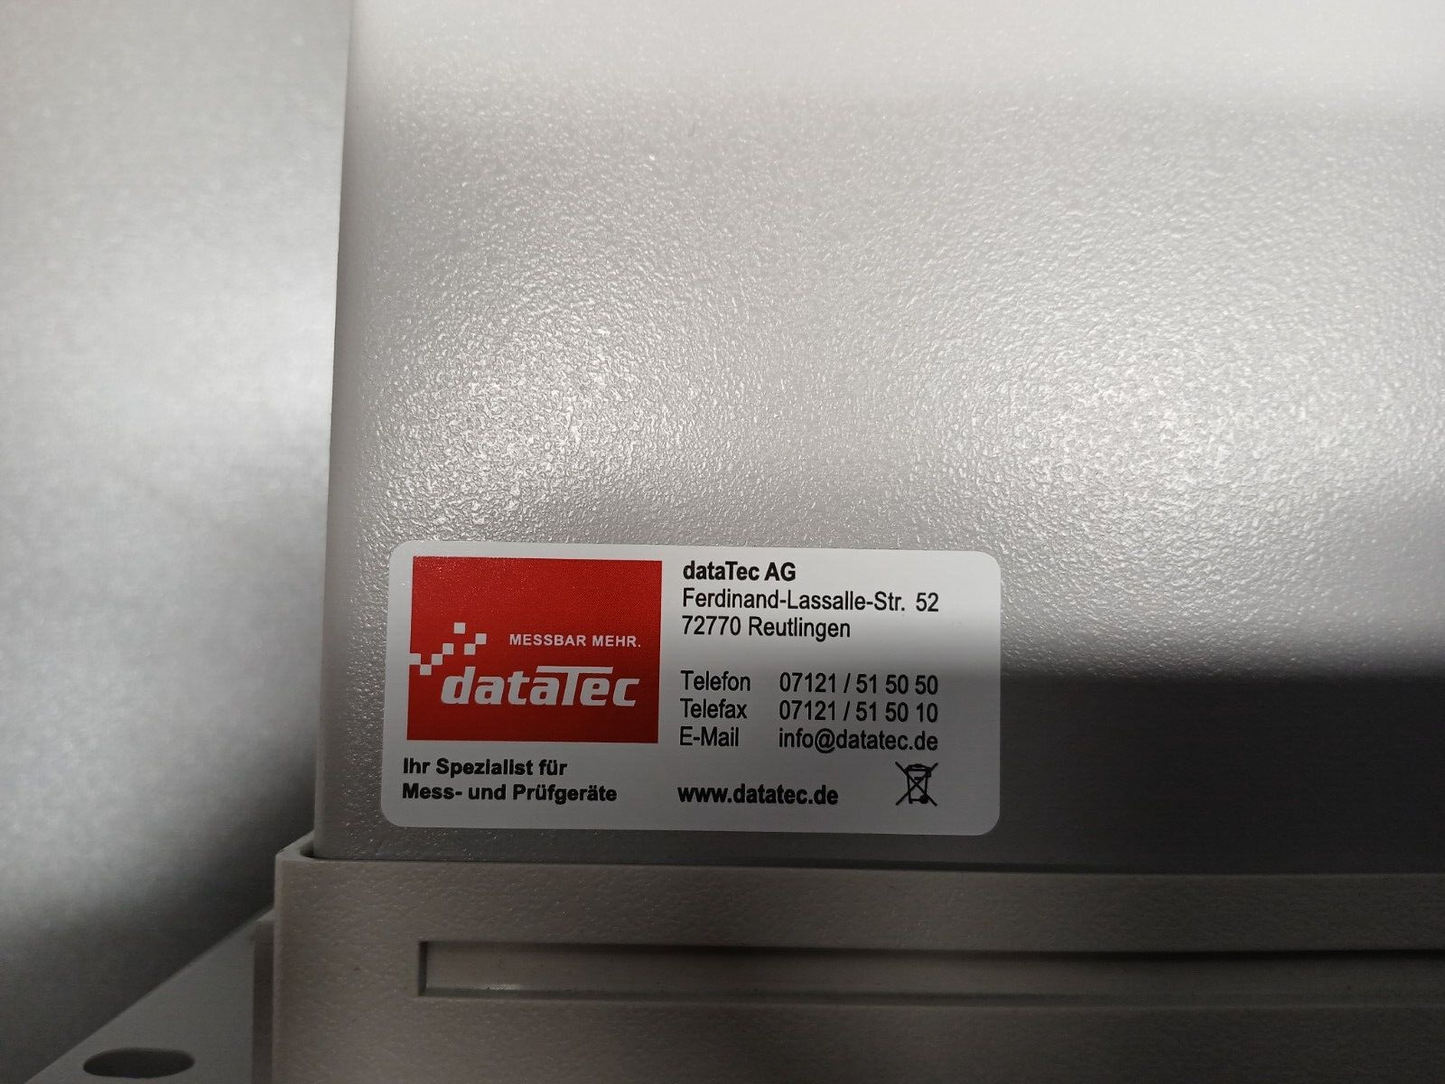 MESSBAR MEHR.
dataTec
Ihr Spezialist für
Mess- und Prüfgeräte
dataTec AG
Ferdinand-Lassalle-Str. 52
72770 Reutlingen
Telefon 07121 / 51 50 50
Telefax 07121 / 51 50 10
E-Mail info@datatec.de
www.datatec.de